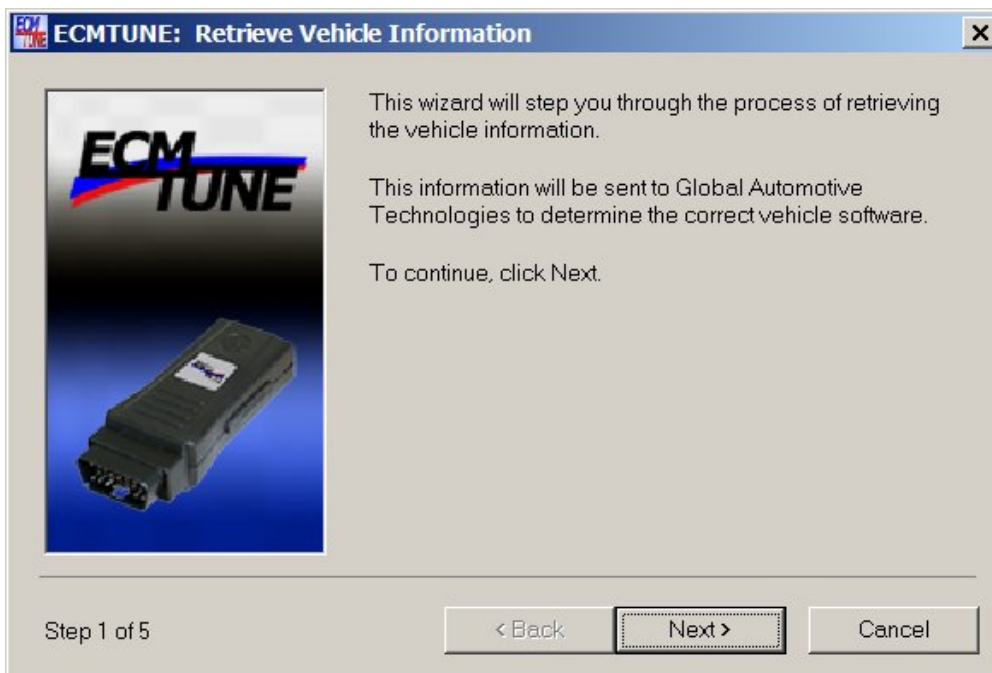 ECM
TUNE
ECMTUNE: Retrieve Vehicle Information
This wizard will step you through the process of retrieving
the vehicle information.
ECM
TUNE
This information will be sent to Global Automotive
Technologies to determine the correct vehicle software.
To continue, click Next.
Step 1 of 5
< Back
Next >
Cancel